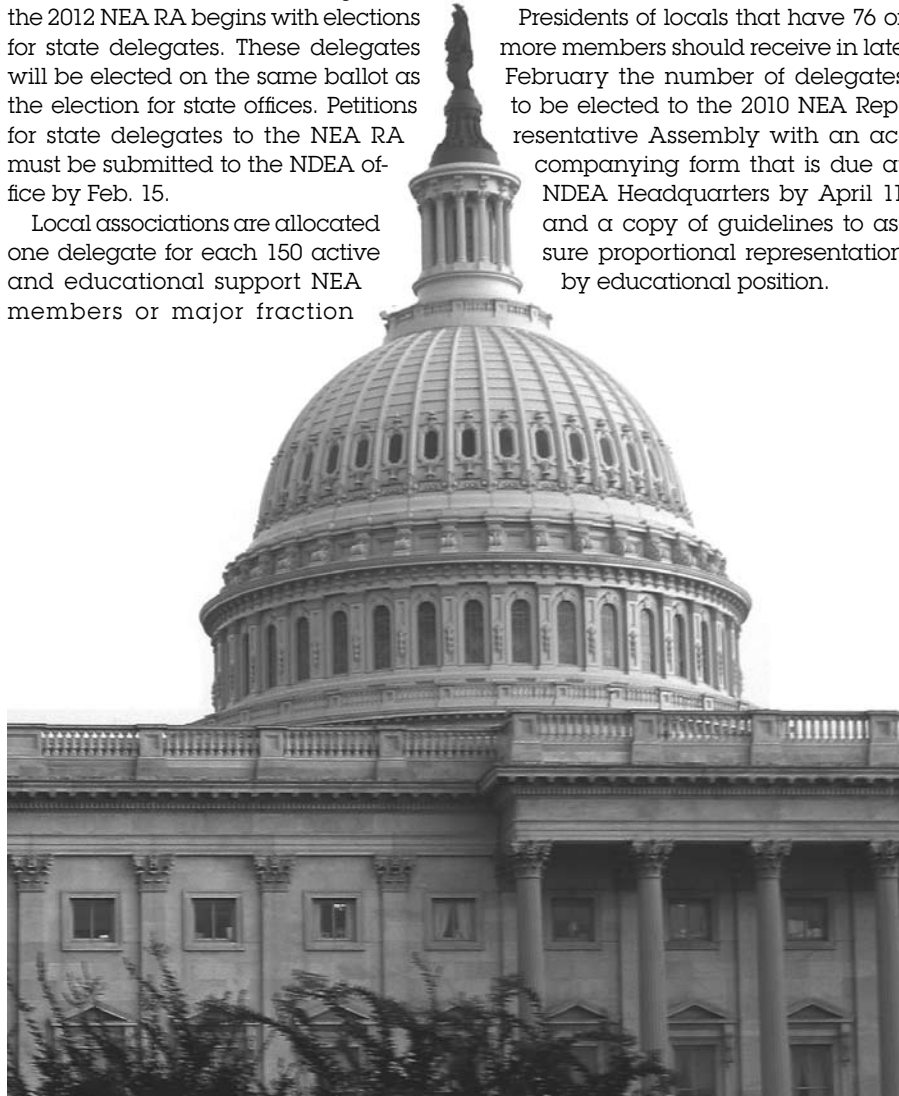 the 2012 NEA RA begins with elections
for state delegates. These delegates
will be elected on the same ballot as
the election for state offices. Petitions
for state delegates to the NEA RA
must be submitted to the NDEA of-
fice by Feb. 15.
Local associations are allocated
one delegate for each 150 active
and educational support NEA
members or major fraction
Presidents of locals that have 76 or
more members should receive in late
February the number of delegates
to be elected to the 2010 NEA Rep
resentative Assembly with an ac
companying form that is due at
NDEA Headquarters by April 11
and a copy of guidelines to as
sure proportional representation
by educational position.